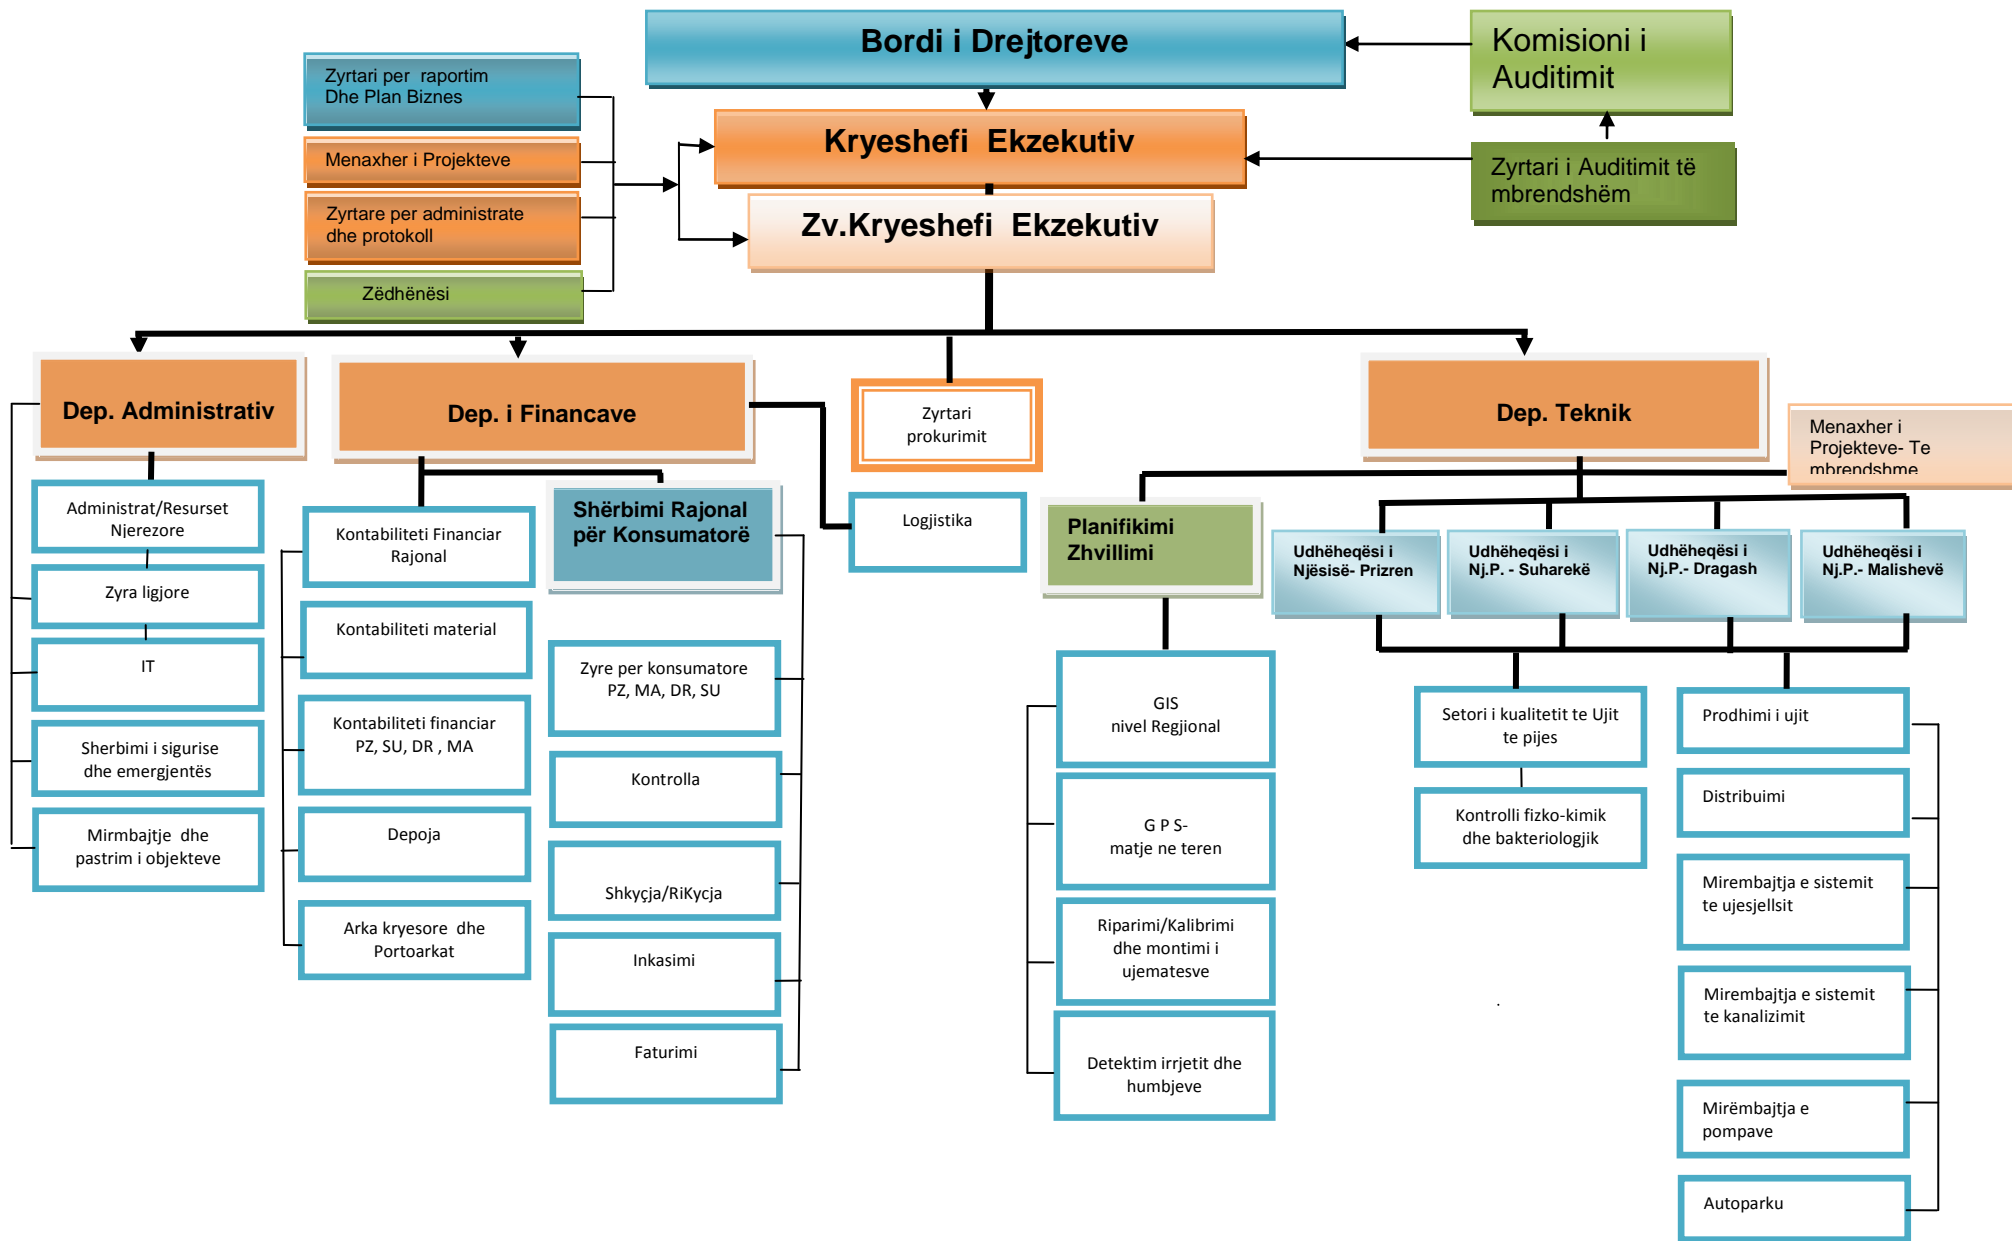 Bordi i Drejtoreve
Komisioni i
Auditimit
Zyrtari per raportim
Dhe Plan Biznes
Kryeshefi Ekzekutiv
Menaxher i Projekteve
Zyrtari i Auditimit të
mbrendshëm
Zyrtare per administrate
dhe protokoll
Zv.Kryeshefi Ekzekutiv
Zëdhënësi
Dep. Administrativ
Dep. i Financave
Zyrtari
prokurimit
Dep. Teknik
Menaxher i
Projekteve- Te
mbrendshme
Administrat/Resurset
Njerezore
Zyra ligjore
IT
Sherbimi i sigurise
dhe emergjentës
Mirmbajtje dhe
pastrim i objekteve
Kontabiliteti Financiar
Rajonal
Kontabiliteti material
Kontabiliteti financiar
PZ, SU, DR , MA
Depoja
Arka kryesore dhe
Portoarkat
Shërbimi Rajonal
për Konsumatorë
Zyre per konsumatore
PZ, MA, DR, SU
Kontrolla
Shkyçja/RiKycja
Inkasimi
Faturimi
Logjistika
Planifikimi
Zhvillimi
GIS
nivel Regjional
G P S-
matje ne teren
Riparimi/Kalibrimi
dhe montimi i
ujematesve
Detektim irrjetit dhe
humbjeve
Udhëheqësi i
Njësisë- Prizren
Udhëheqësi i
Nj.P. - Suharekë
Udhëheqësi i
Nj.P.- Dragash
Udhëheqësi i
Nj.P.- Malishevë
Setori i kualitetit te Ujit
te pijes
Kontrolli fizko-kimik
dhe bakteriologjik
Prodhimi i ujit
Distribuimi
Mirembajtja e sistemit
te ujesjellsit
Mirembajtja e sistemit
te kanalizimit
Mirëmbajtja e
pompave
Autoparku